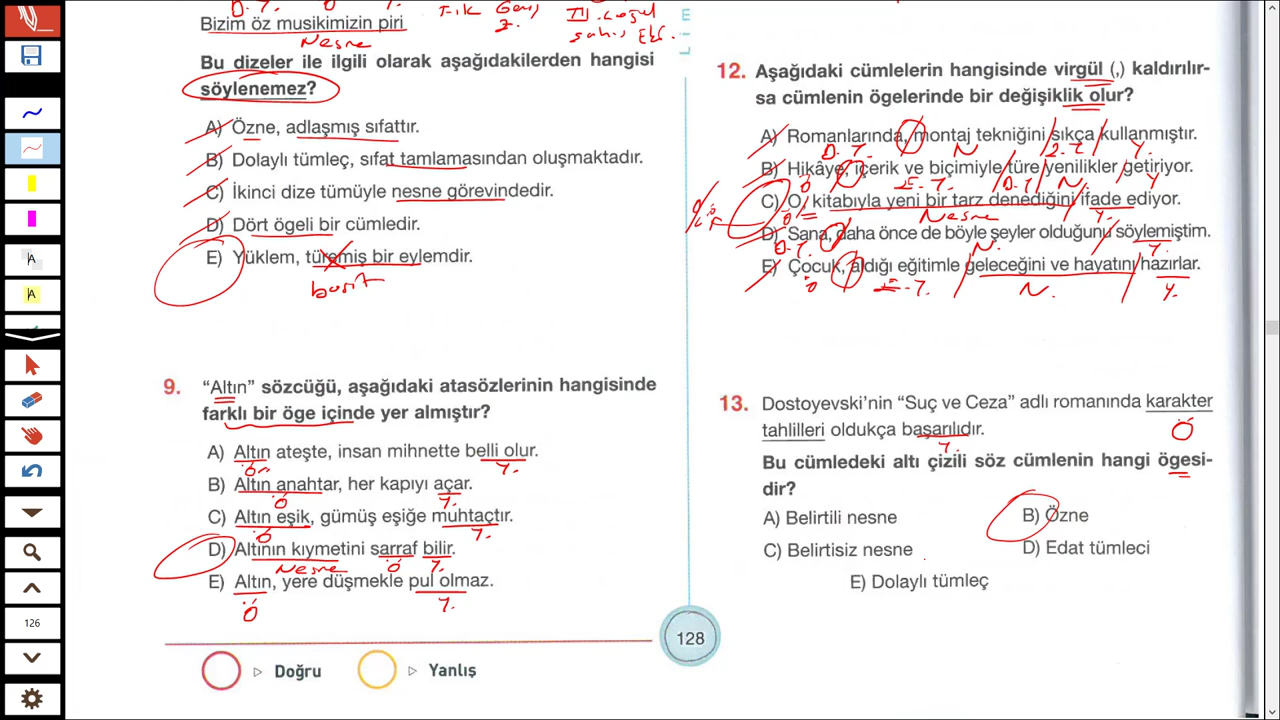 D.T. Ö Fiil Geniş III. çoğul
Bizim öz musikimizin piri z. şahıs Eki.
Nesne
Bu dizeler ile ilgili olarak aşağıdakilerden hangisi
söylenemez?
A) Özne, adlaşmış sıfattır.
B) Dolaylı tümleç, sıfat tamlamasından oluşmaktadır.
C) İkinci dize tümüyle nesne görevindedir.
D) Dört ögeli bir cümledir.
E) Yüklem, türemiş bir eylemdir.
basit
9. "Altın" sözcüğü, aşağıdaki atasözlerinin hangisinde
farklı bir öge içinde yer almıştır?
A) Altın ateşte, insan mihnette belli olur.
Ö Y.
B) Altın anahtar, her kapıyı açar.
Ö Y.
C) Altın eşik, gümüş eşiğe muhtaçtır.
Ö Y.
D) Altının kıymetini sarraf bilir.
Nesne Ö Y.
E) Altın, yere düşmekle pul olmaz.
Ö Y.
LİSE
12. Aşağıdaki cümlelerin hangisinde virgül (,) kaldırılır-
sa cümlenin ögelerinde bir değişiklik olur?
A) Romanlarında, montaj tekniğini sıkça kullanmıştır.
D.T. N Z.T Y.
B) Hikâye, içerik ve biçimiyle türe yenilikler getiriyor.
Ö E.T. D.T N. Y
C) O, kitabıyla yeni bir tarz denediğini ifade ediyor.
Ö Nesne Y.
D) Sana, daha önce de böyle şeyler olduğunu söylemiştim.
D.T. N. Y.
E) Çocuk, aldığı eğitimle geleceğini ve hayatını hazırlar.
Ö E.T. N. Y.
13. Dostoyevski'nin "Suç ve Ceza" adlı romanında karakter
tahlilleri oldukça başarılıdır.
Y. Ö
Bu cümledeki altı çizili söz cümlenin hangi ögesi-
dir?
A) Belirtili nesne B) Özne
C) Belirtisiz nesne D) Edat tümleci
E) Dolaylı tümleç
128
Doğru Yanlış
A
A
126